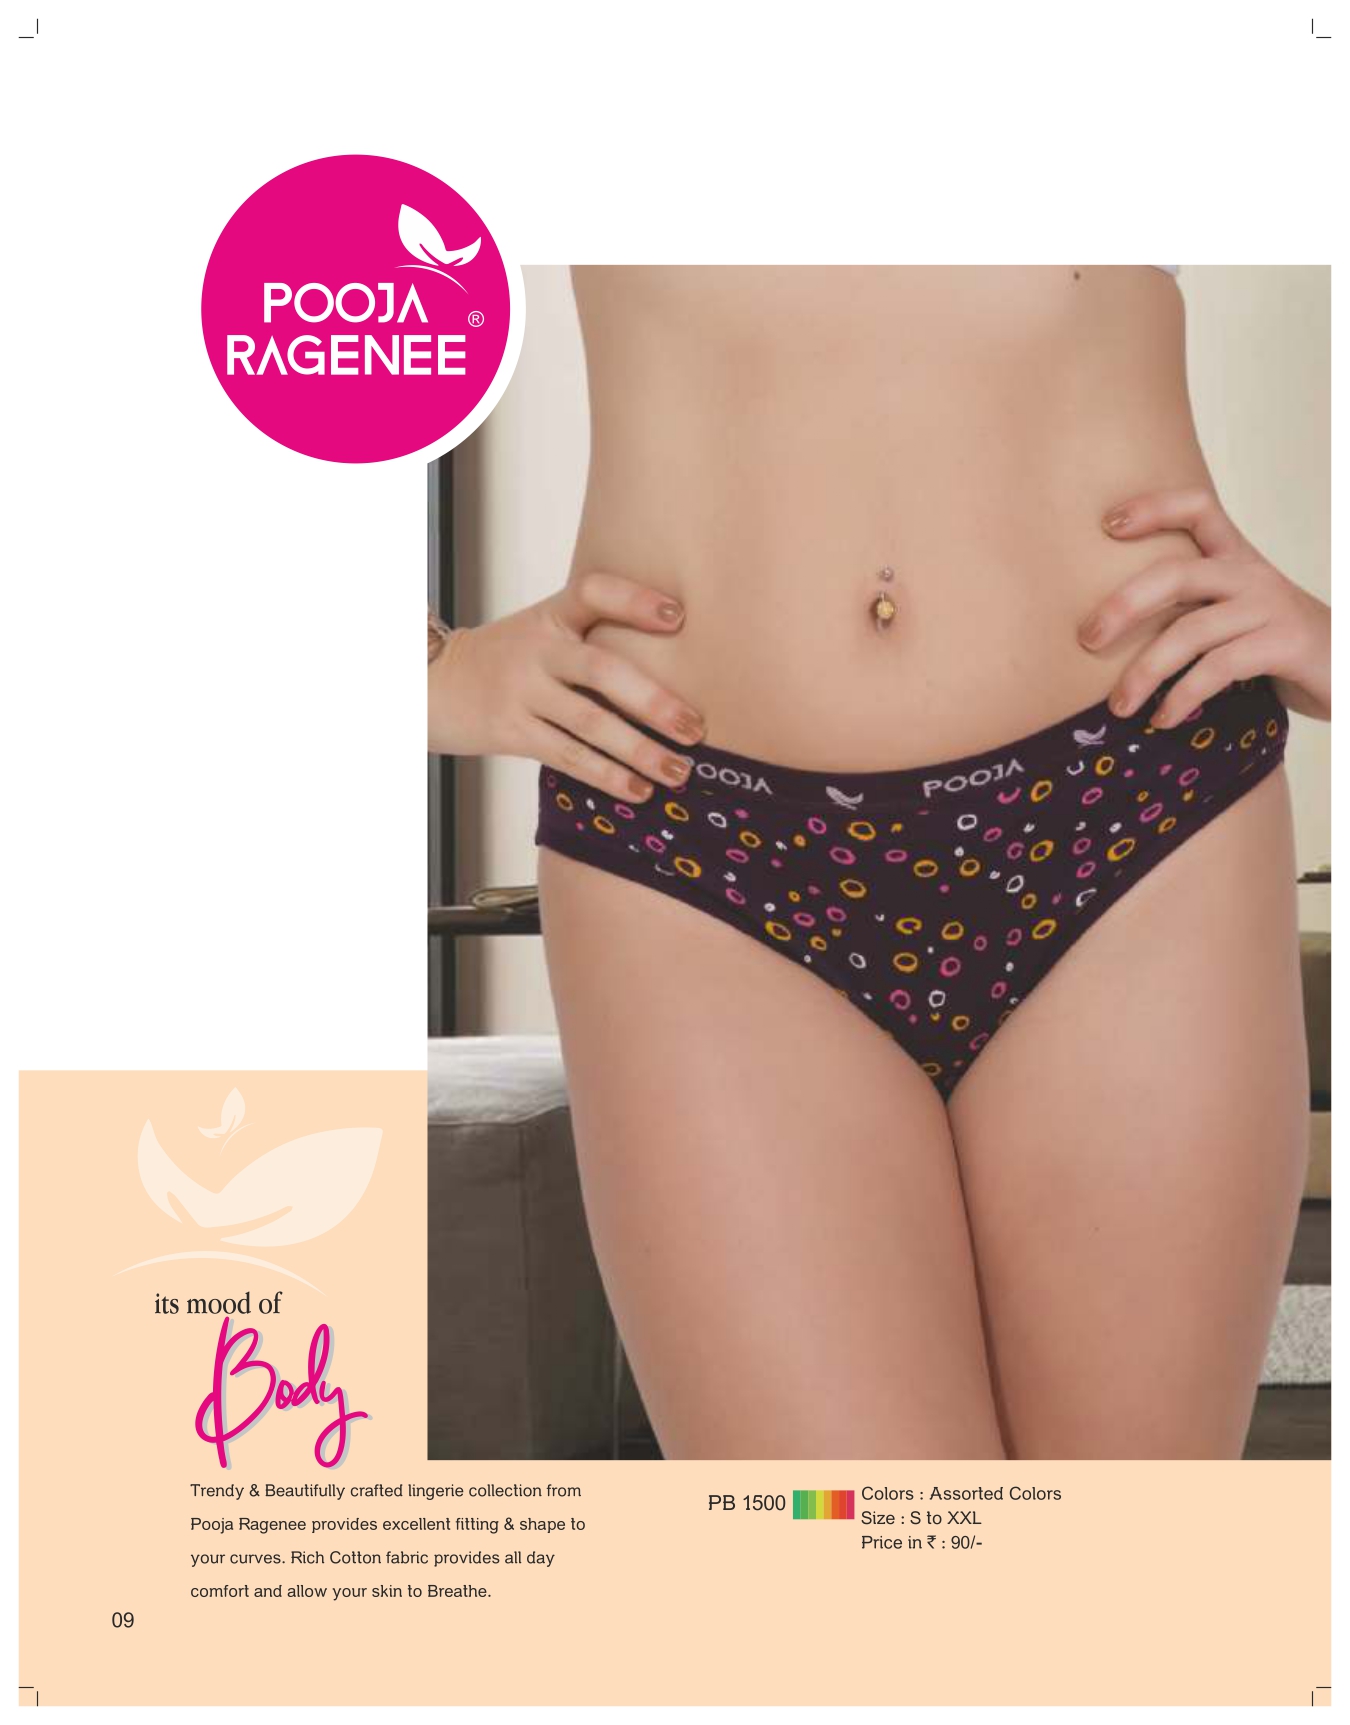 POOJA
RAGENEE ®
POOJA POOJA
its mood of
Body
Trendy & Beautifully crafted lingerie collection from
Pooja Ragenee provides excellent fitting & shape to
your curves. Rich Cotton fabric provides all day
comfort and allow your skin to Breathe.
PB 1500
Colors : Assorted Colors
Size : S to XXL
Price in ₹ : 90/-
09